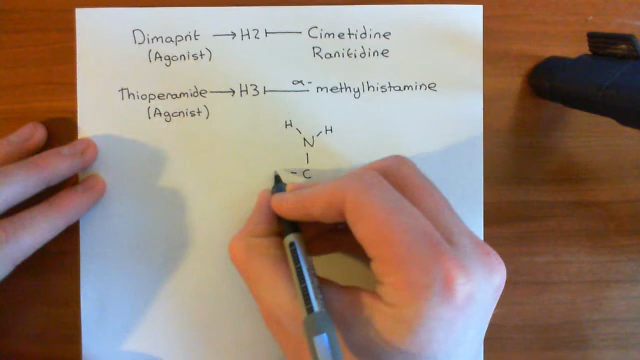 Dimaprit → H2 ⊢ Cimetidine
(Agonist) Ranitidine
Thioperamide → H3 ⊢ α- methylhistamine
(Agonist)
H H
N
- C